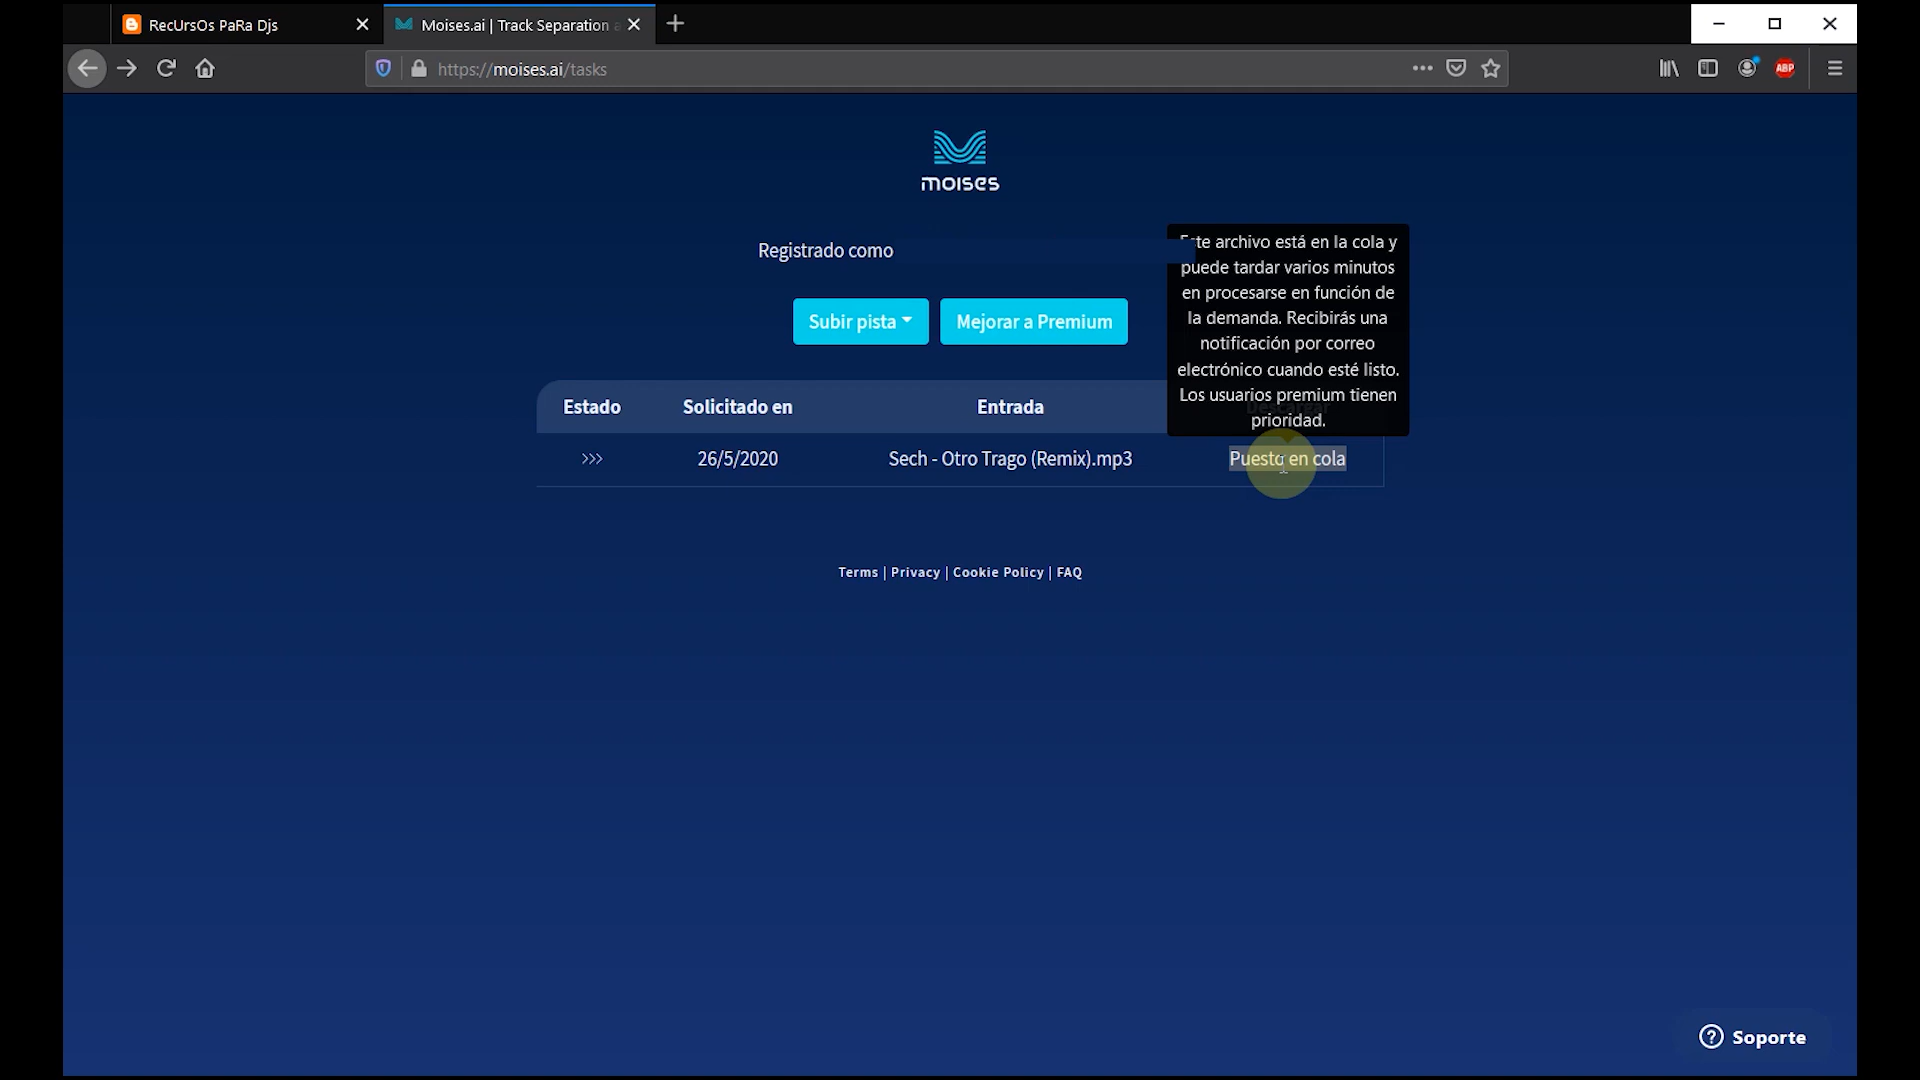 RecUrsOs PaRa Djs
Moises.ai | Track Separation
https://moises.ai/tasks
ABP
moises
Registrado como
Este archivo está en la cola y
puede tardar varios minutos
en procesarse en función de
la demanda. Recibirás una
notificación por correo
electrónico cuando esté listo.
Los usuarios premium tienen
prioridad.
Subir pista
Mejorar a Premium
Estado
Solicitado en
Entrada
Descargar
>>>
26/5/2020
Sech - Otro Trago (Remix).mp3
Puesto en cola
Terms | Privacy | Cookie Policy | FAQ
Soporte